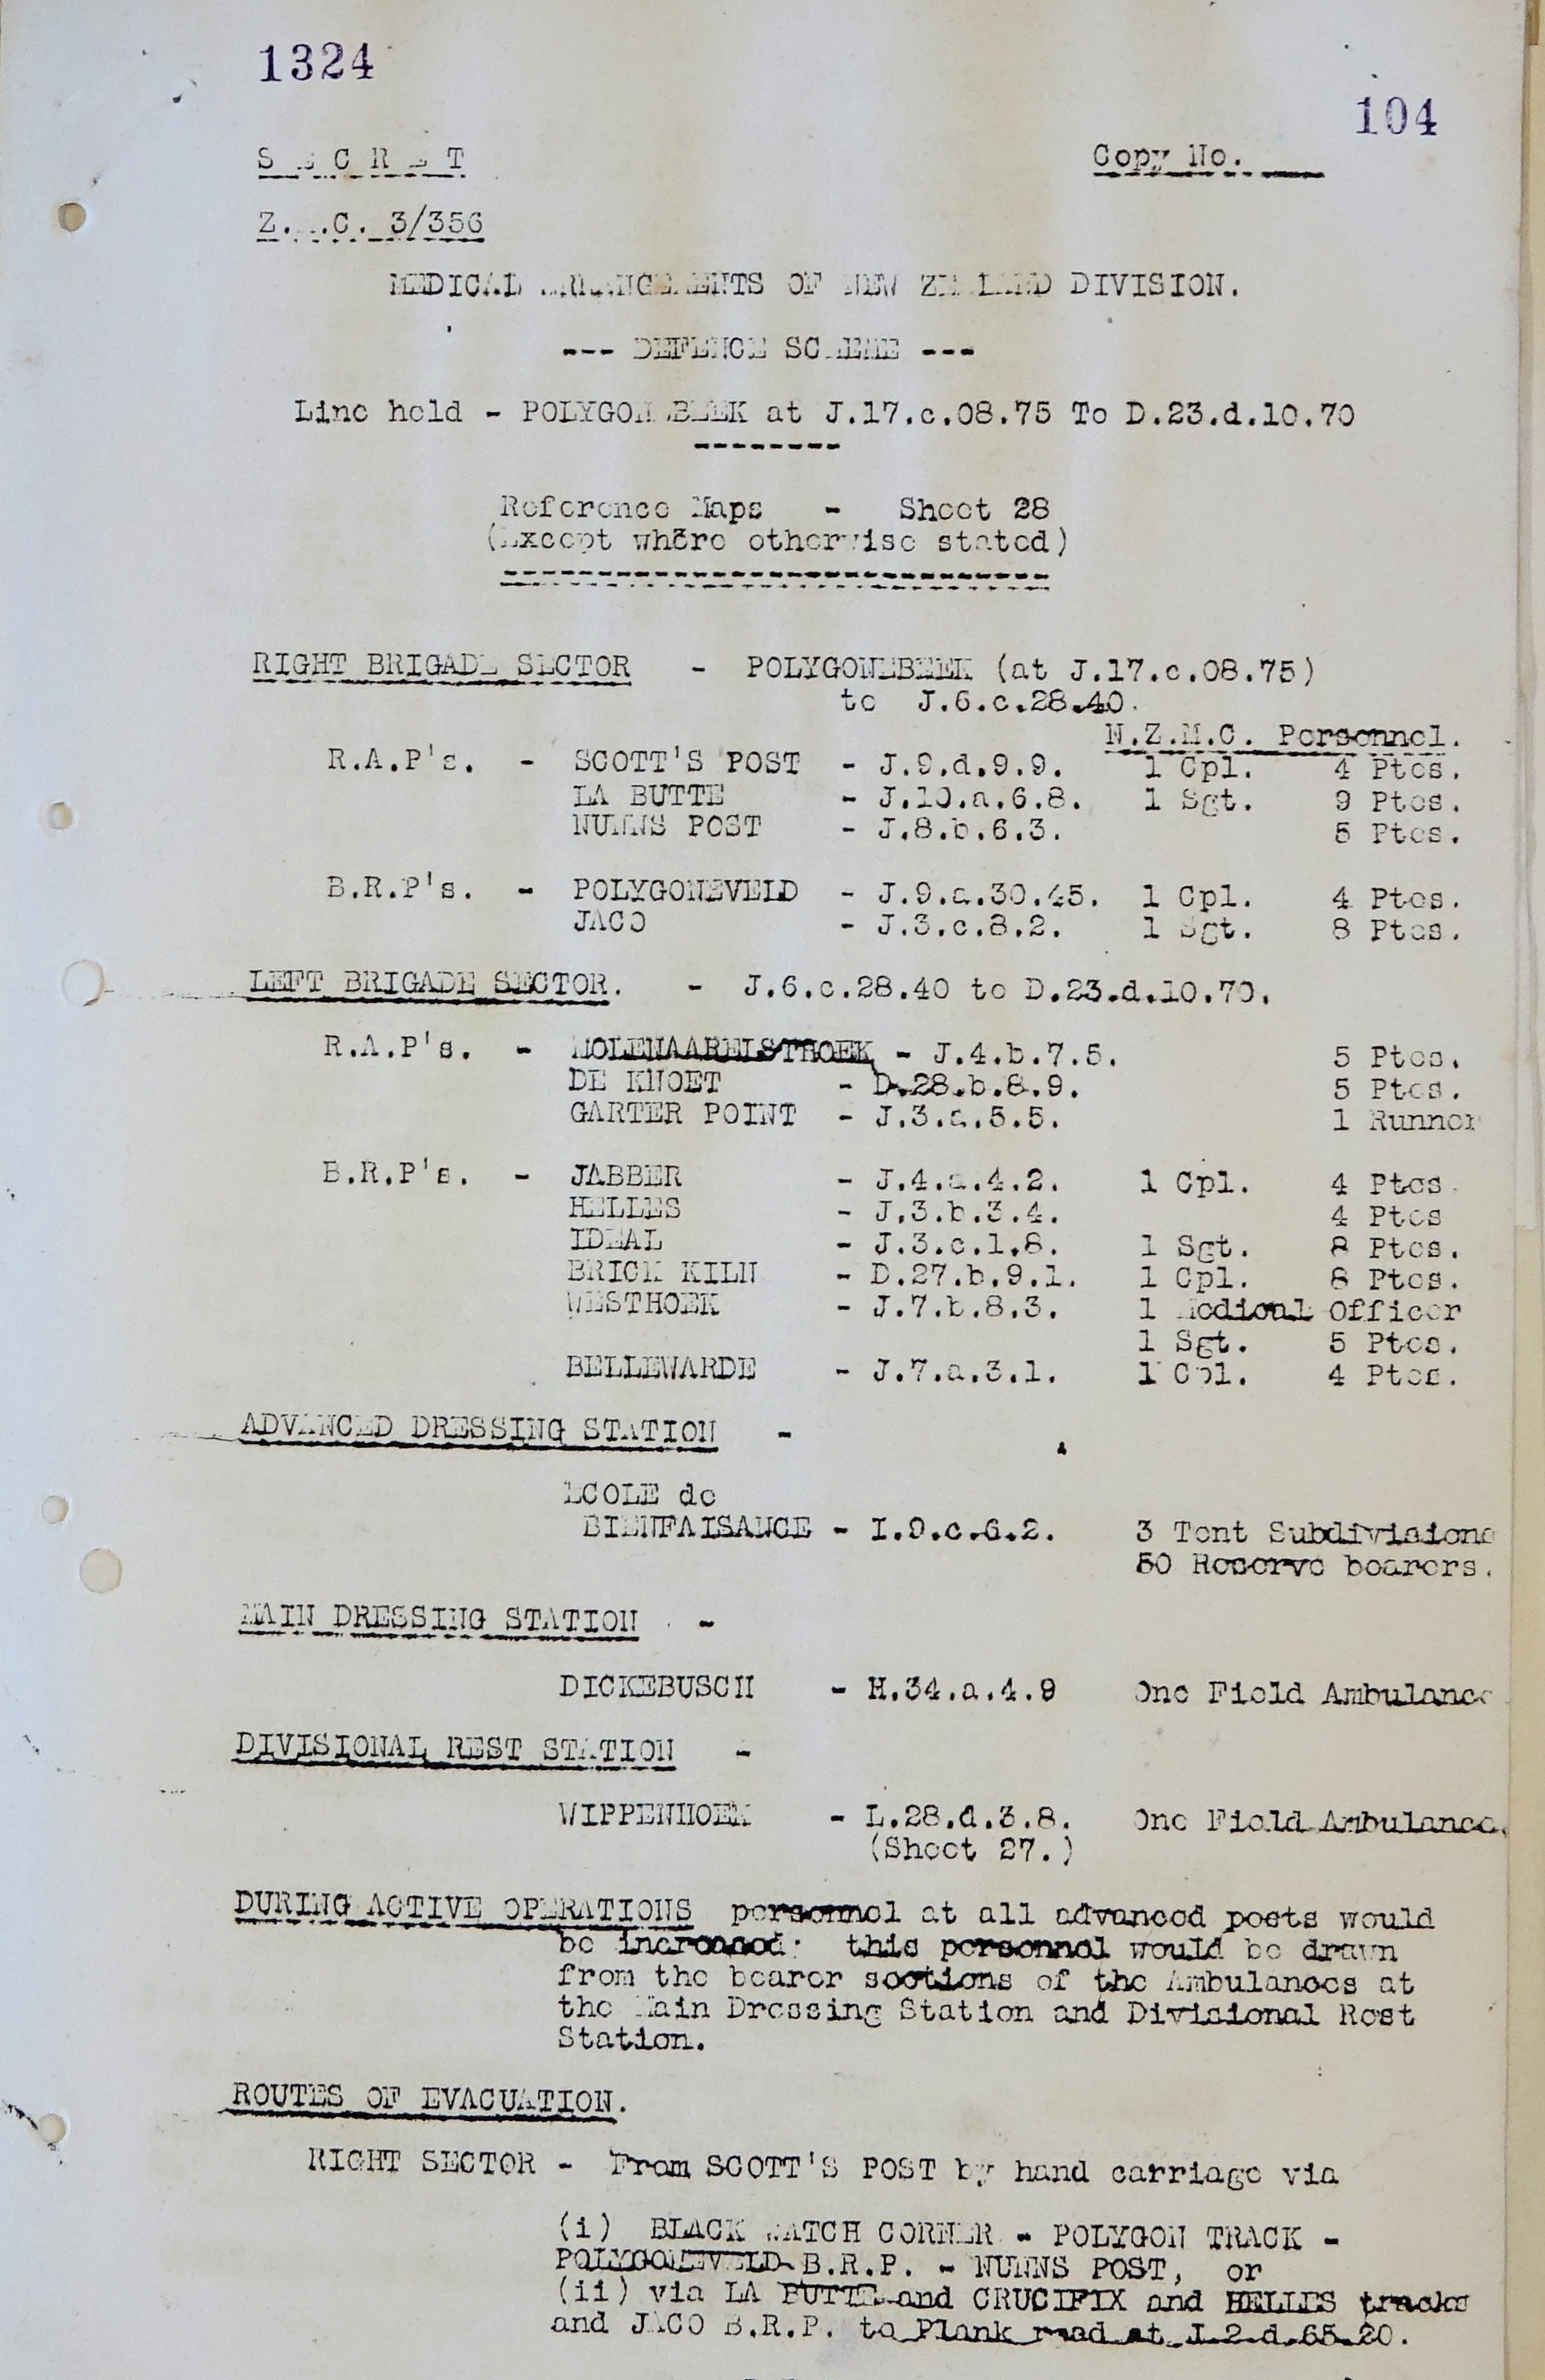 1324
104
SECRET
Copy No.
Z.M.C. 3/356
MEDICAL ARRANGEMENTS OF NEW ZEALAND DIVISION.
--- DEFENCE SCHEME ---
Line held - POLYGONEBEEK at J.17.c.08.75 To D.23.d.10.70
--------
Reference Maps - Sheet 28
(Except where otherwise stated)
RIGHT BRIGADE SECTOR - POLYGONEBEEK (at J.17.c.08.75)
to J.6.c.28.40.
N.Z.M.C. Personnel.
R.A.P's. - SCOTT'S POST - J.9.d.9.9. 1 Cpl. 4 Ptes.
LA BUTTE - J.10.a.6.8. 1 Sgt. 9 Ptes.
NUNNS POST - J.8.b.6.3. 5 Ptes.
B.R.P's. - POLYGONEVELD - J.9.a.30.45. 1 Cpl. 4 Ptes.
JACO - J.3.c.8.2. 1 Sgt. 8 Ptes.
LEFT BRIGADE SECTOR. - J.6.c.28.40 to D.23.d.10.70.
R.A.P's. - MOLENAARELSTHOEK - J.4.b.7.5. 5 Ptes.
DE KNOET - D.28.b.8.9. 5 Ptes.
GARTER POINT - J.3.a.5.5. 1 Runner
B.R.P's. - JABBER - J.4.a.4.2. 1 Cpl. 4 Ptes.
HELLES - J.3.b.3.4. 4 Ptes
IDEAL - J.3.c.1.8. 1 Sgt. 8 Ptes.
BRICK KILN - D.27.b.9.1. 1 Cpl. 8 Ptes.
WESTHOEK - J.7.b.8.3. 1 Medical Officer
1 Sgt. 5 Ptes.
BELLEWARDE - J.7.a.3.1. 1 Cpl. 4 Ptes.
ADVANCED DRESSING STATION -
ECOLE de
BIENFAISANCE - I.9.c.6.2. 3 Tent Subdivisions
50 Reserve bearers.
MAIN DRESSING STATION -
DICKEBUSCH - H.34.a.4.9 One Field Ambulance
DIVISIONAL REST STATION -
WIPPENHOEK - L.28.d.3.8. One Field Ambulance.
(Sheet 27.)
DURING ACTIVE OPERATIONS personnel at all advanced posts would
be increased: this personnel would be drawn
from the bearer sections of the Ambulances at
the Main Dressing Station and Divisional Rest
Station.
ROUTES OF EVACUATION.
RIGHT SECTOR - From SCOTT'S POST by hand carriage via
(i) BLACK WATCH CORNER - POLYGON TRACK -
POLYGONEVELD B.R.P. - NUNNS POST, or
(ii) via LA BUTTE and CRUCIFIX and HELLES tracks
and JACO B.R.P. to Plank road at J.2.d.65.20.